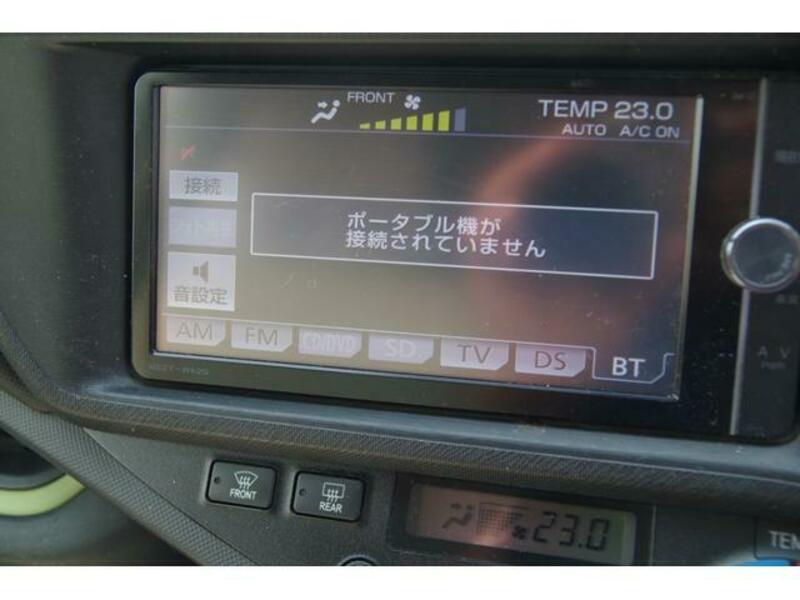 FRONT
TEMP 23.0
AUTO A/C ON
接続
ポータブル機が
接続されていません
音設定
AM FM CD/DVD SD TV DS BT
A V
FRONT
REAR
23.0
TEM